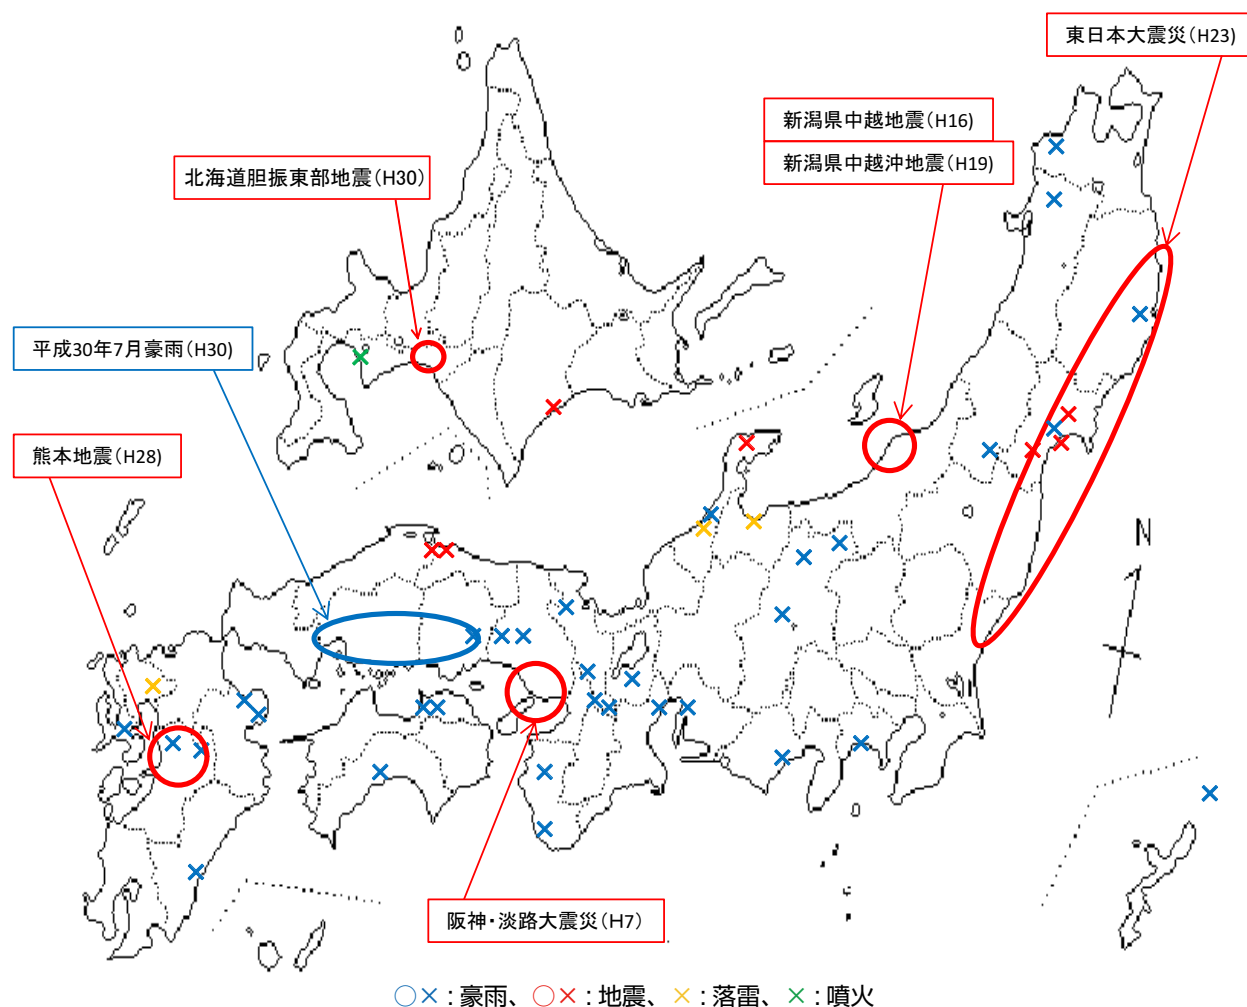 東日本大震災(H23)
新潟県中越地震(H16)
新潟県中越沖地震(H19)
北海道胆振東部地震(H30)
平成30年7月豪雨(H30)
熊本地震(H28)
N
阪神・淡路大震災(H7)
○×:豪雨、○×:地震、×:落雷、×:噴火